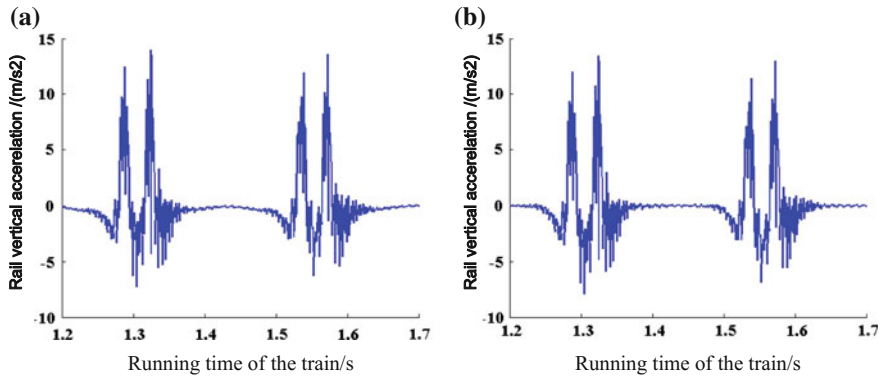 (a)
15
10
5
0
-5
-10
Rail vertical accerelation /(m/s2)
1.2 1.3 1.4 1.5 1.6 1.7
Running time of the train/s
(b)
15
10
5
0
-5
-10
Rail vertical accerelation /(m/s2)
1.2 1.3 1.4 1.5 1.6 1.7
Running time of the train/s